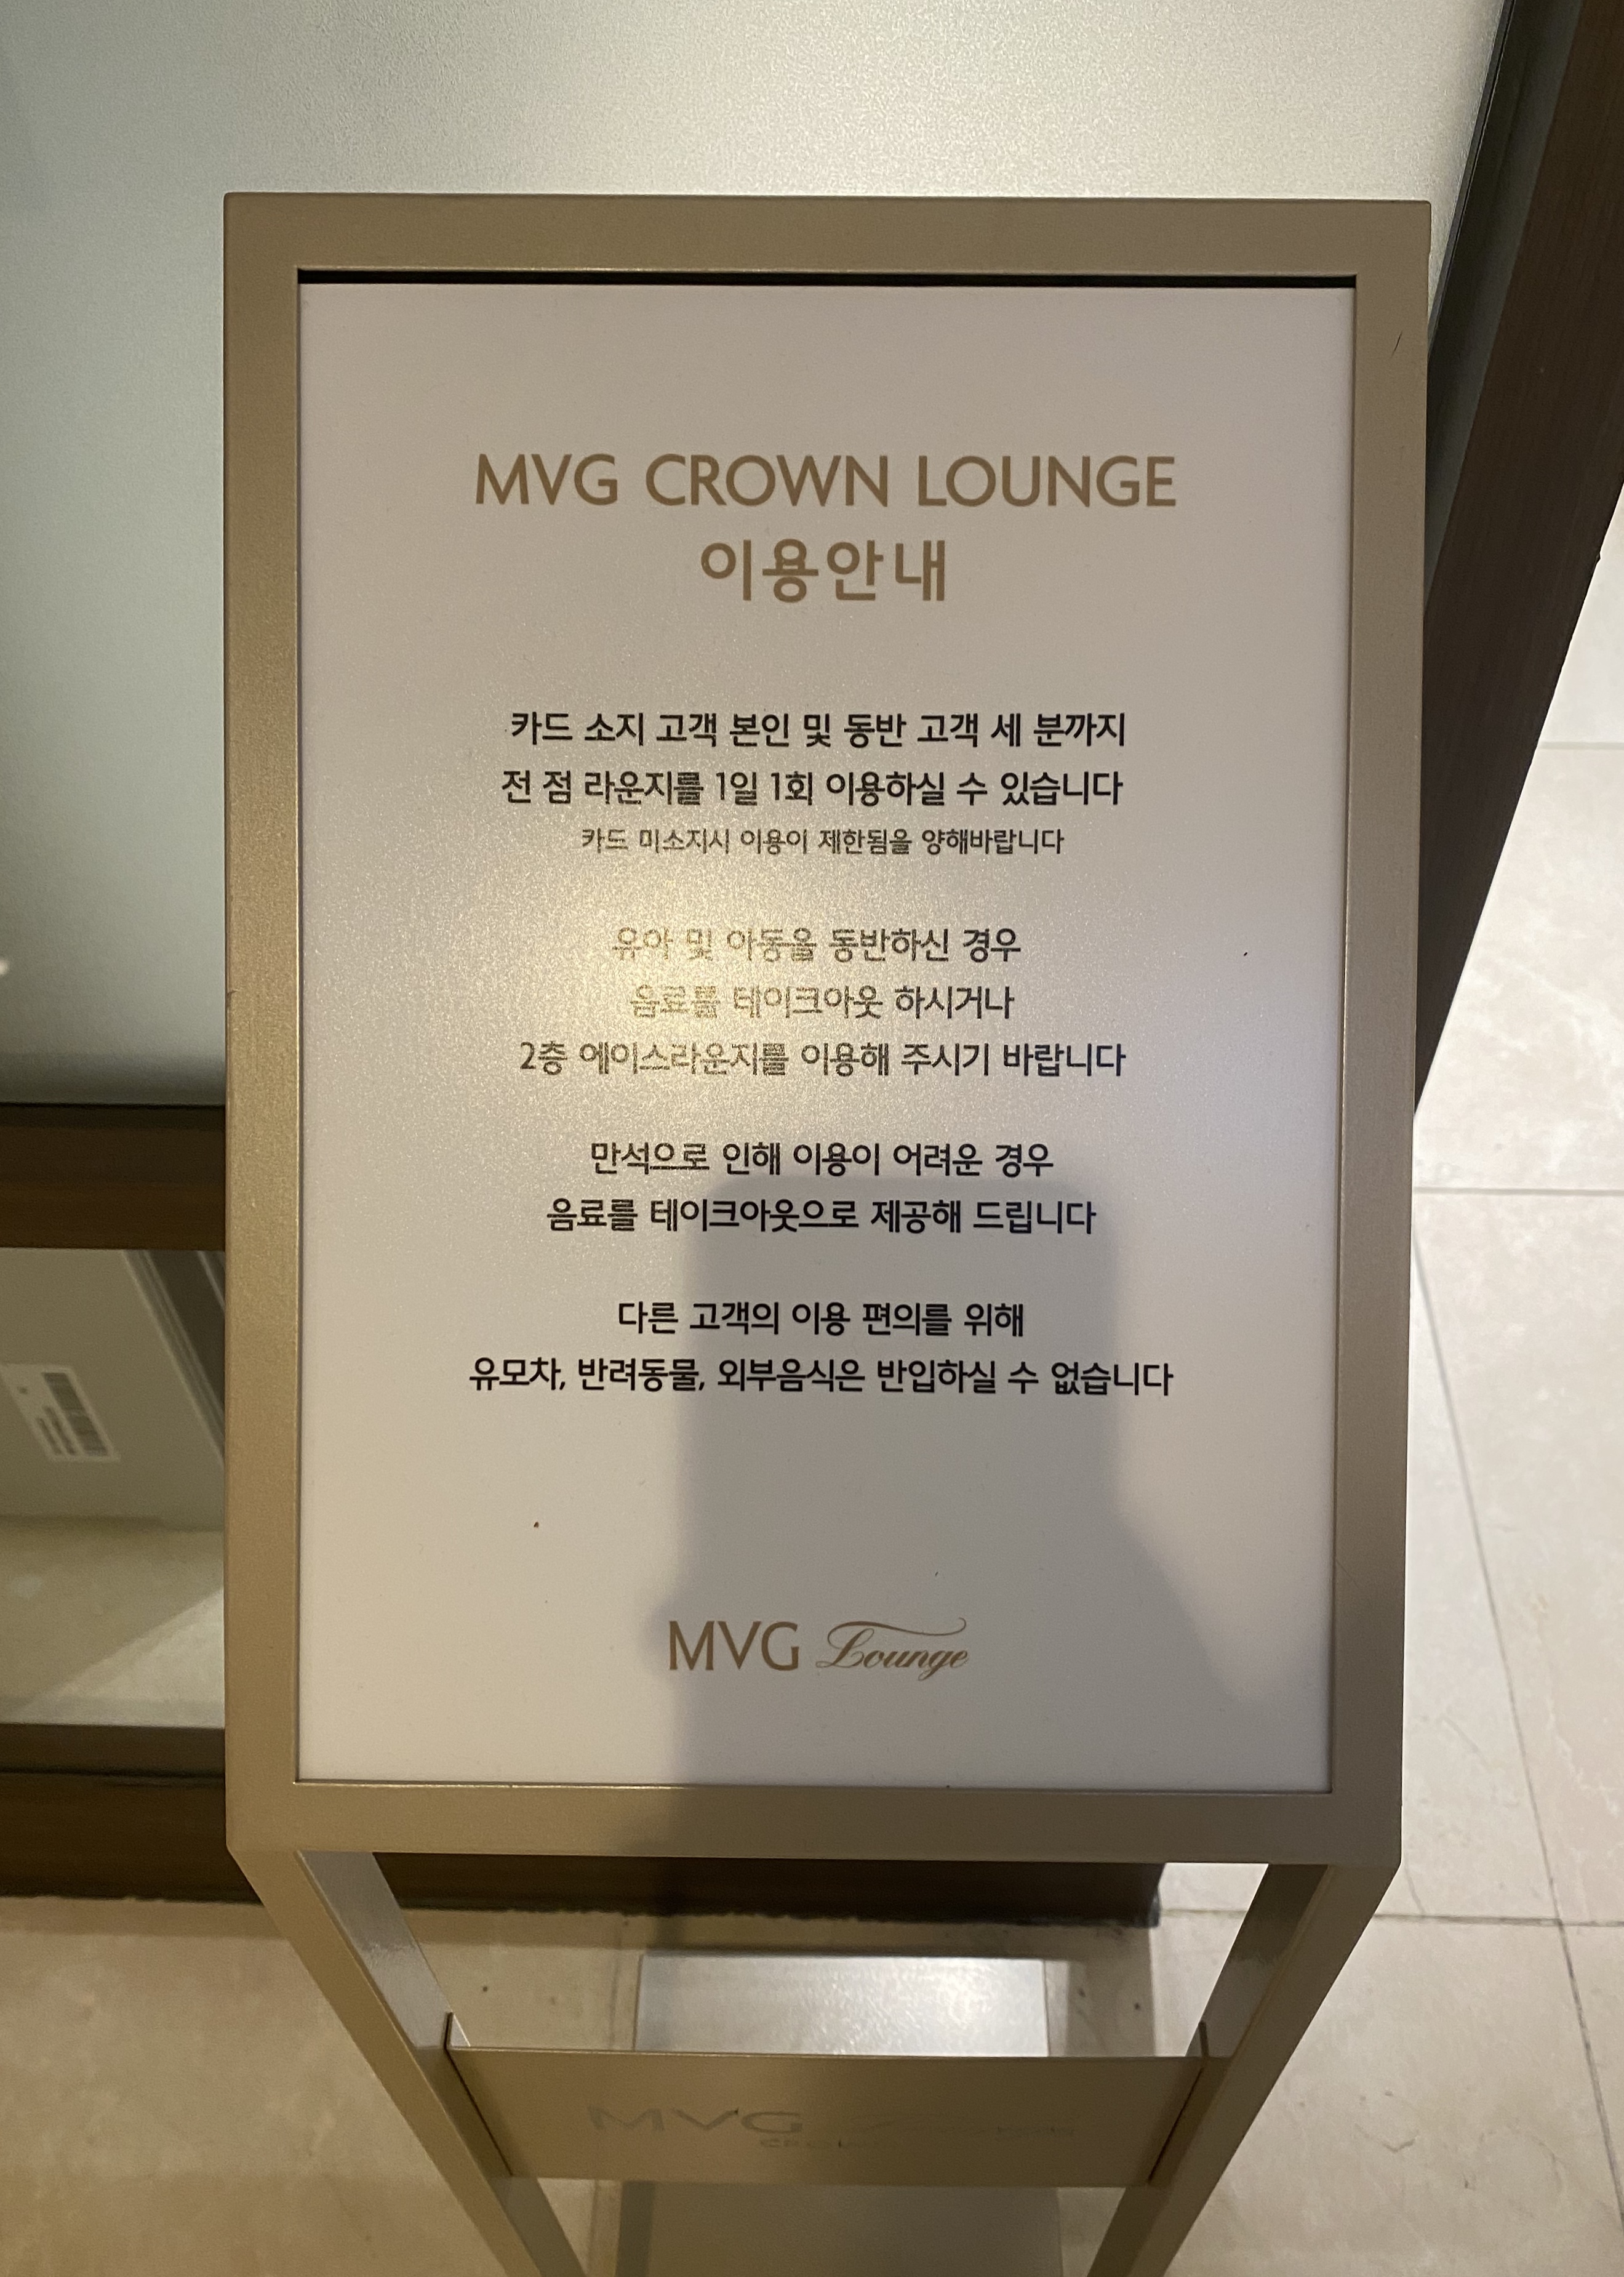 MVG CROWN LOUNGE
이용안내
카드 소지 고객 본인 및 동반 고객 세 분까지
전 점 라운지를 1일 1회 이용하실 수 있습니다
카드 미소지시 이용이 제한됨을 양해바랍니다
유아 및 아동을 동반하신 경우
음료를 테이크아웃 하시거나
2층 에이스라운지를 이용해 주시기 바랍니다
만석으로 인해 이용이 어려운 경우
음료를 테이크아웃으로 제공해 드립니다
다른 고객의 이용 편의를 위해
유모차, 반려동물, 외부음식은 반입하실 수 없습니다
MVG Lounge
MVG